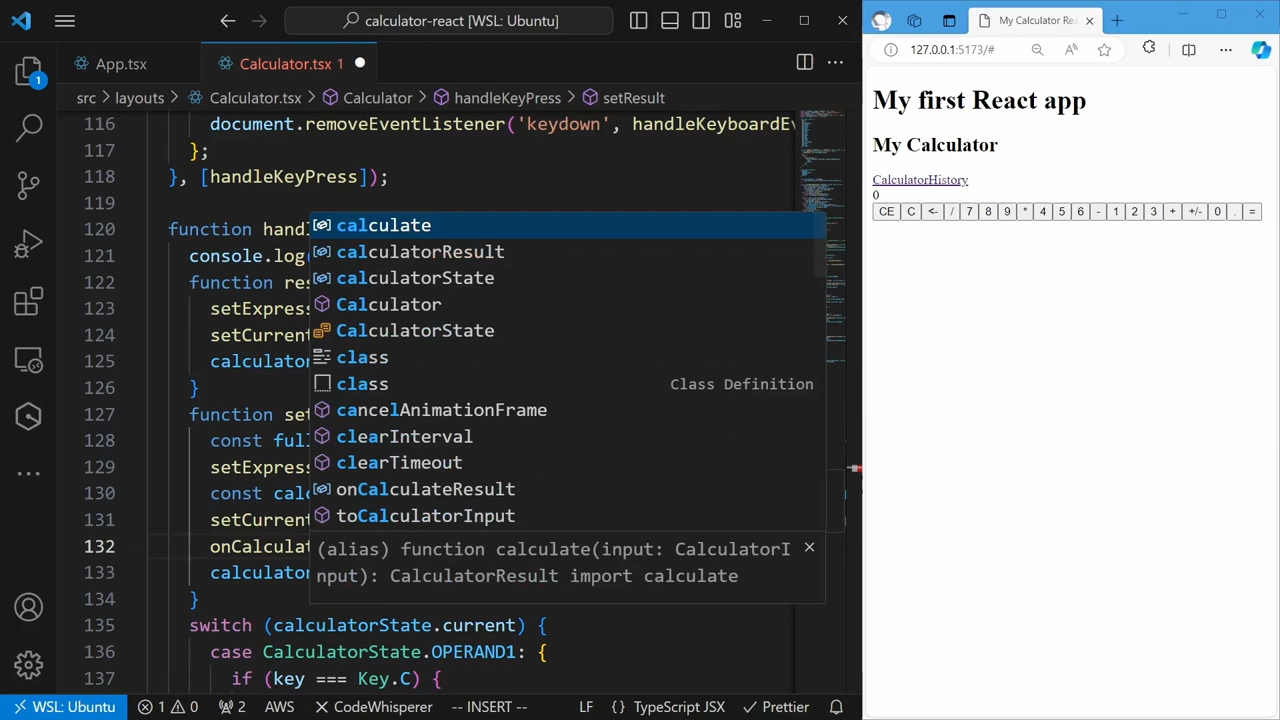 calculator-react [WSL: Ubuntu]
App.tsx
Calculator.tsx 1
src > layouts > Calculator.tsx > Calculator > handleKeyPress > setResult
1
116 document.removeEventListener('keydown', handleKeyboardEv
117 };
118 }, [handleKeyPress]);
119
120 function hand
121 console.log(
122 function re
123 setExpress
124 setCurrent
125 calculator
126 }
127 function set
128 const full
129 setExpress
130 const calc
131 setCurrent
132 onCalculat
133 calculator
134 }
135 switch (calculatorState.current) {
136 case CalculatorState.OPERAND1: {
137 if (key === Key.C) {
calculate
calculatorResult
calculatorState
Calculator
CalculatorState
class
class Class Definition
cancelAnimationFrame
clearInterval
clearTimeout
onCalculateResult
toCalculatorInput
(alias) function calculate(input: CalculatorI
nput): CalculatorResult import calculate
WSL: Ubuntu 1 0 2 AWS CodeWhisperer -- INSERT -- LF {} TypeScript JSX Prettier
My Calculator Rea
127.0.0.1:5173/#
My first React app
My Calculator
CalculatorHistory
0
CE C <- / 7 8 9 * 4 5 6 - 1 2 3 + +/- 0 . =